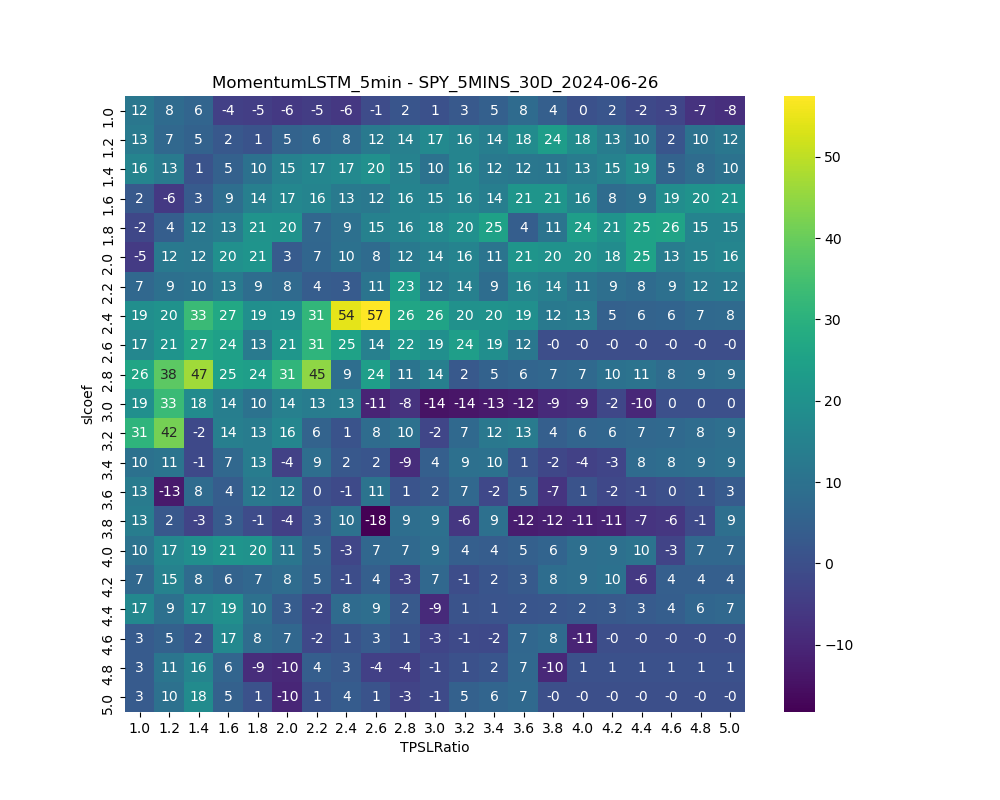 MomentumLSTM_5min - SPY_5MINS_30D_2024-06-26
1.0 12 8 6 -4 -5 -6 -5 -6 -1 2 1 3 5 8 4 0 2 -2 -3 -7 -8
1.2 13 7 5 2 1 5 6 8 12 14 17 16 14 18 24 18 13 10 2 10 12
1.4 16 13 1 5 10 15 17 17 20 15 10 16 12 12 11 13 15 19 5 8 10
1.6 2 -6 3 9 14 17 16 13 12 16 15 16 14 21 21 16 8 9 19 20 21
1.8 -2 4 12 13 21 20 7 9 15 16 18 20 25 4 11 24 21 25 26 15 15
2.0 -5 12 12 20 21 3 7 10 8 12 14 16 11 21 20 20 18 25 13 15 16
2.2 7 9 10 13 9 8 4 3 11 23 12 14 9 16 14 11 9 8 9 12 12
2.4 19 20 33 27 19 19 31 54 57 26 26 20 20 19 12 13 5 6 6 7 8
2.6 17 21 27 24 13 21 31 25 14 22 19 24 19 12 -0 -0 -0 -0 -0 -0 -0
2.8 26 38 47 25 24 31 45 9 24 11 14 2 5 6 7 7 10 11 8 9 9
3.0 19 33 18 14 10 14 13 13 -11 -8 -14 -14 -13 -12 -9 -9 -2 -10 0 0 0
3.2 31 42 -2 14 13 16 6 1 8 10 -2 7 12 13 4 6 6 7 7 8 9
3.4 10 11 -1 7 13 -4 9 2 2 -9 4 9 10 1 -2 -4 -3 8 8 9 9
3.6 13 -13 8 4 12 12 0 -1 11 1 2 7 -2 5 -7 1 -2 -1 0 1 3
3.8 13 2 -3 3 -1 -4 3 10 -18 9 9 -6 9 -12 -12 -11 -11 -7 -6 -1 9
4.0 10 17 19 21 20 11 5 -3 7 7 9 4 4 5 6 9 9 10 -3 7 7
4.2 7 15 8 6 7 8 5 -1 4 -3 7 -1 2 3 8 9 10 -6 4 4 4
4.4 17 9 17 19 10 3 -2 8 9 2 -9 1 1 2 2 2 3 3 4 6 7
4.6 3 5 2 17 8 7 -2 1 3 1 -3 -1 -2 7 8 -11 -0 -0 -0 -0 -0
4.8 3 11 16 6 -9 -10 4 3 -4 -4 -1 1 2 7 -10 1 1 1 1 1 1
5.0 3 10 18 5 1 -10 1 4 1 -3 -1 5 6 7 -0 -0 -0 -0 -0 -0 -0
1.0 1.2 1.4 1.6 1.8 2.0 2.2 2.4 2.6 2.8 3.0 3.2 3.4 3.6 3.8 4.0 4.2 4.4 4.6 4.8 5.0
TPSLRatio
slcoef
50
40
30
20
10
0
−10